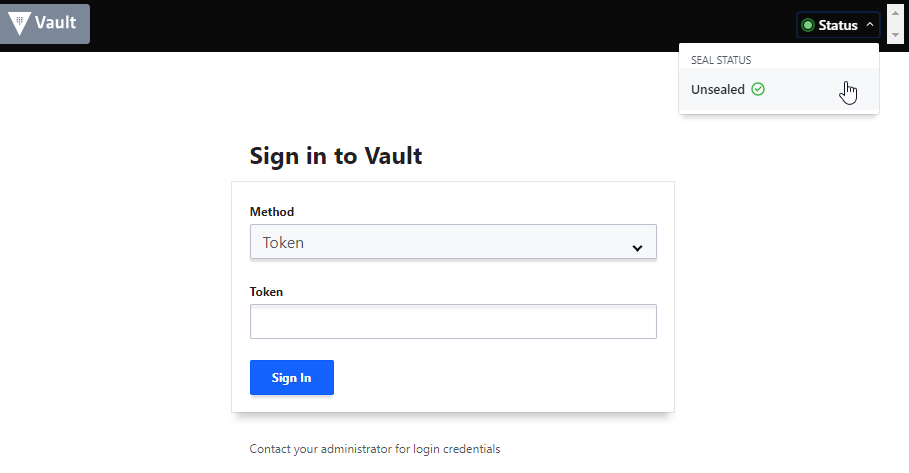 Vault
Status
SEAL STATUS
Unsealed
Sign in to Vault
Method
Token
Token
Sign In
Contact your administrator for login credentials